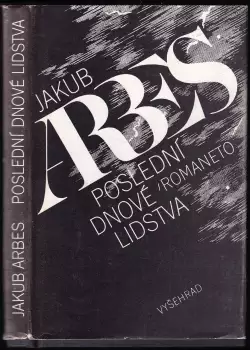 JAKUB ARBES POSLEDNÍ DNOVÉ LIDSTVA
JAKUB
ARBES
POSLEDNÍ
DNOVÉ /ROMANETO
LIDSTVA
VYŠEHRAD